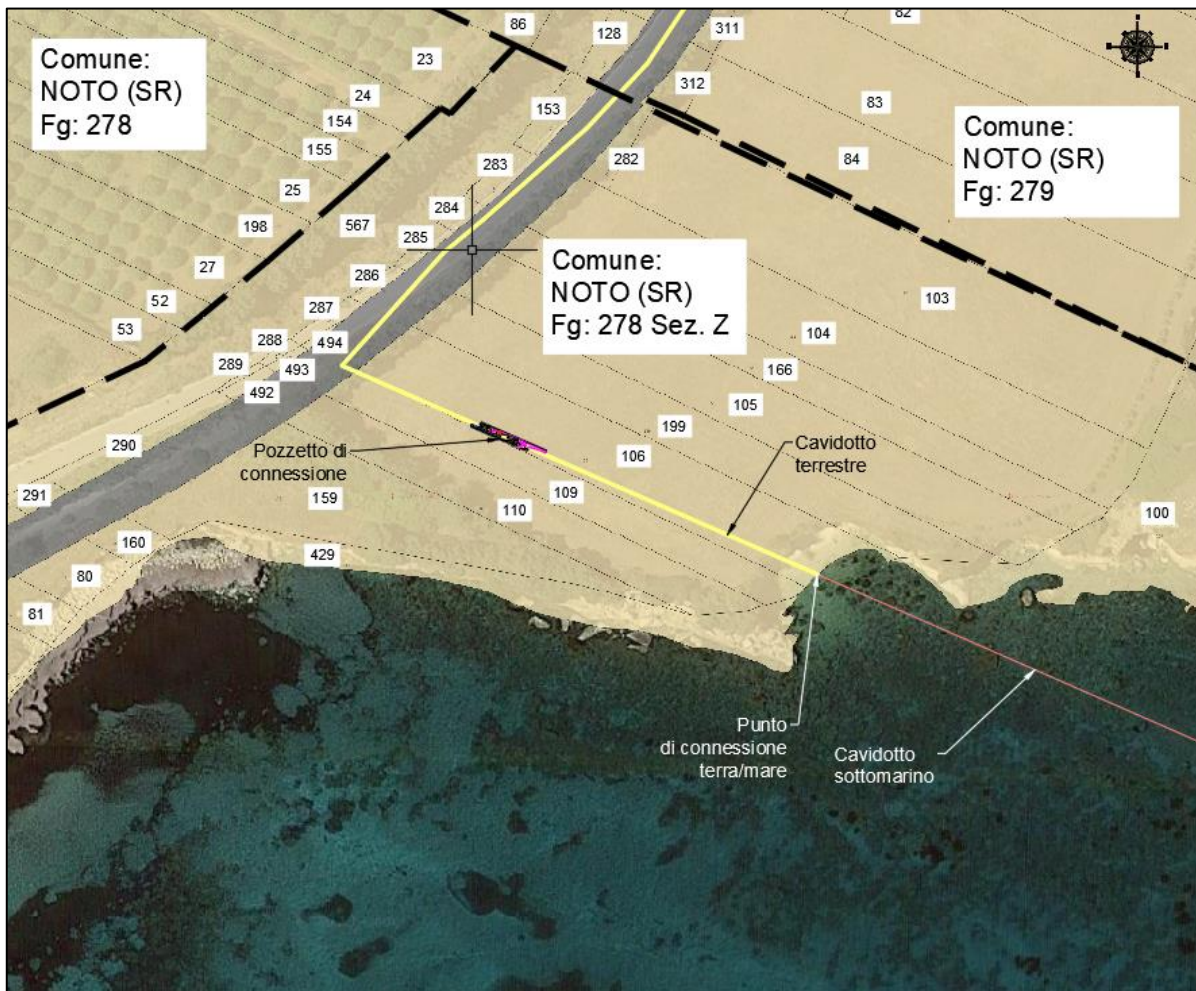 86
128
311
82
Comune:
NOTO (SR)
Fg: 278
23
24
154
155
25
198
27
52
53
153
312
283
282
83
84
Comune:
NOTO (SR)
Fg: 279
567
284
285
286
287
288
289
494
493
492
290
291
Comune:
NOTO (SR)
Fg: 278 Sez. Z
103
104
166
105
199
106
109
110
Pozzetto di
connessione
Cavidotto
terrestre
159
160
429
80
81
100
Punto
di connessione
terra/mare
Cavidotto
sottomarino